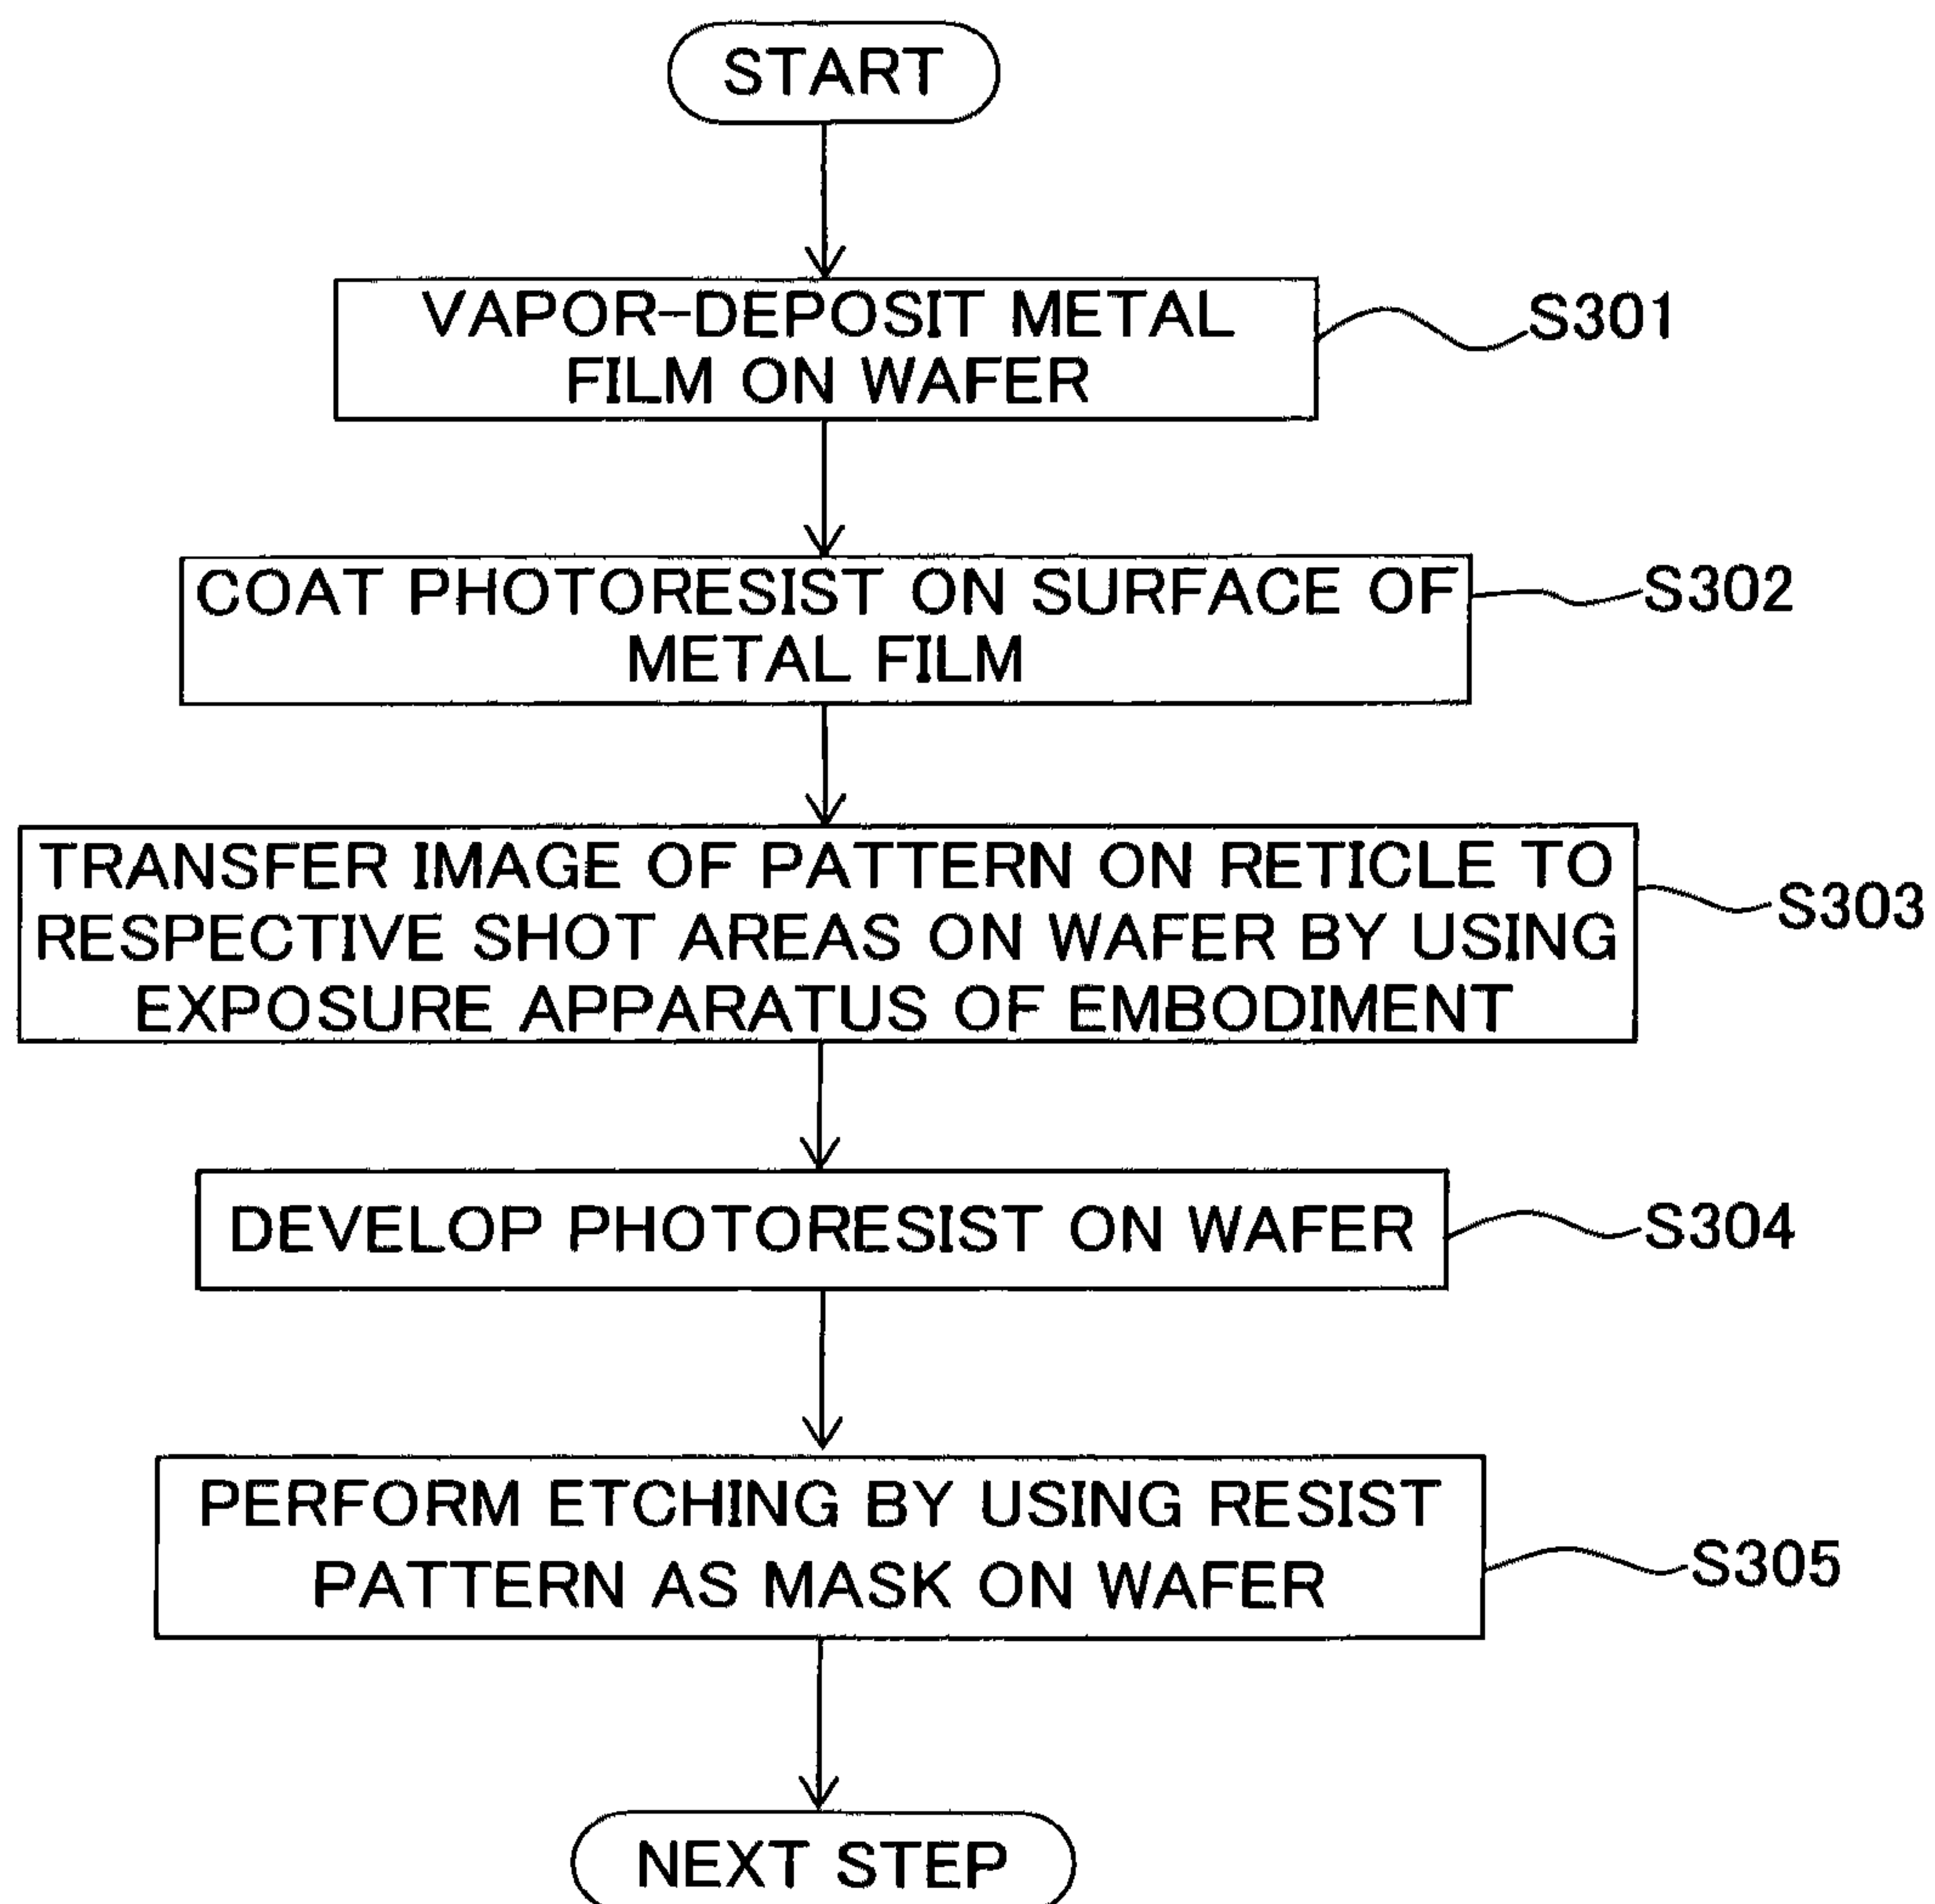 START
VAPOR-DEPOSIT METAL
FILM ON WAFER
S301
COAT PHOTORESIST ON SURFACE OF
METAL FILM
S302
TRANSFER IMAGE OF PATTERN ON RETICLE TO
RESPECTIVE SHOT AREAS ON WAFER BY USING
EXPOSURE APPARATUS OF EMBODIMENT
S303
DEVELOP PHOTORESIST ON WAFER
S304
PERFORM ETCHING BY USING RESIST
PATTERN AS MASK ON WAFER
S305
NEXT STEP